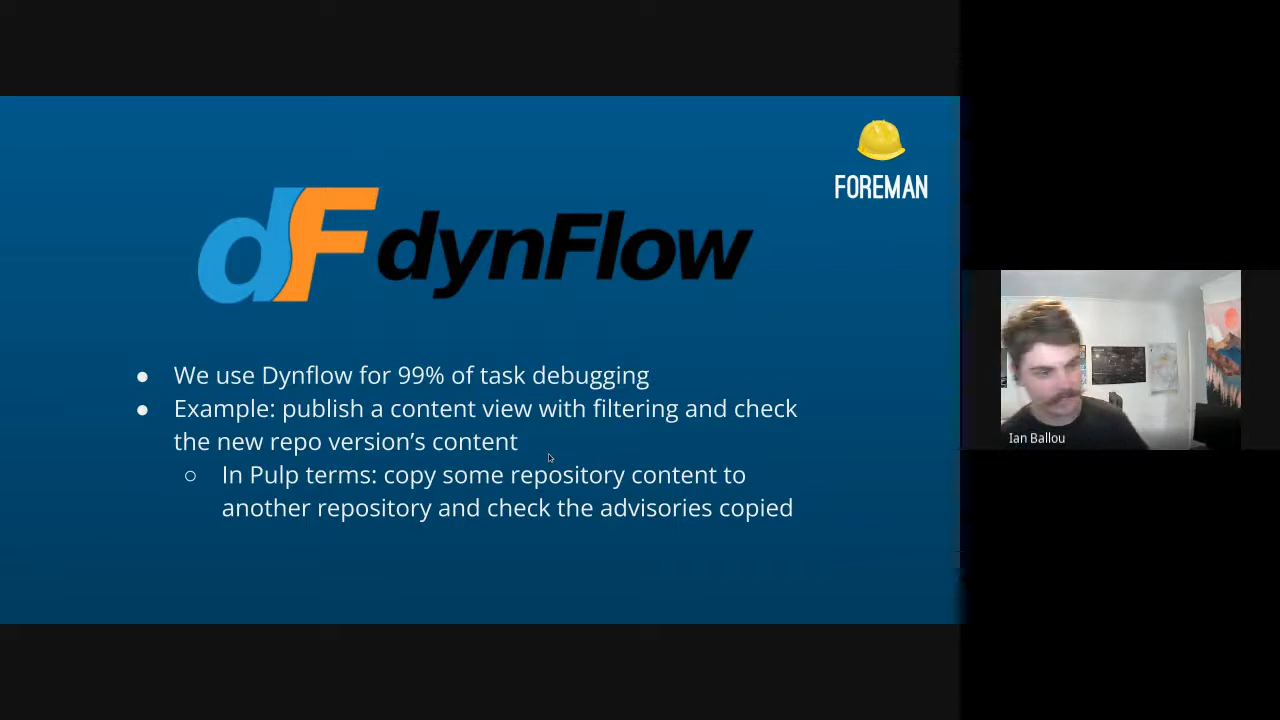 FOREMAN
dF dynFlow
● We use Dynflow for 99% of task debugging
● Example: publish a content view with filtering and check
the new repo version's content
○ In Pulp terms: copy some repository content to
another repository and check the advisories copied
Ian Ballou